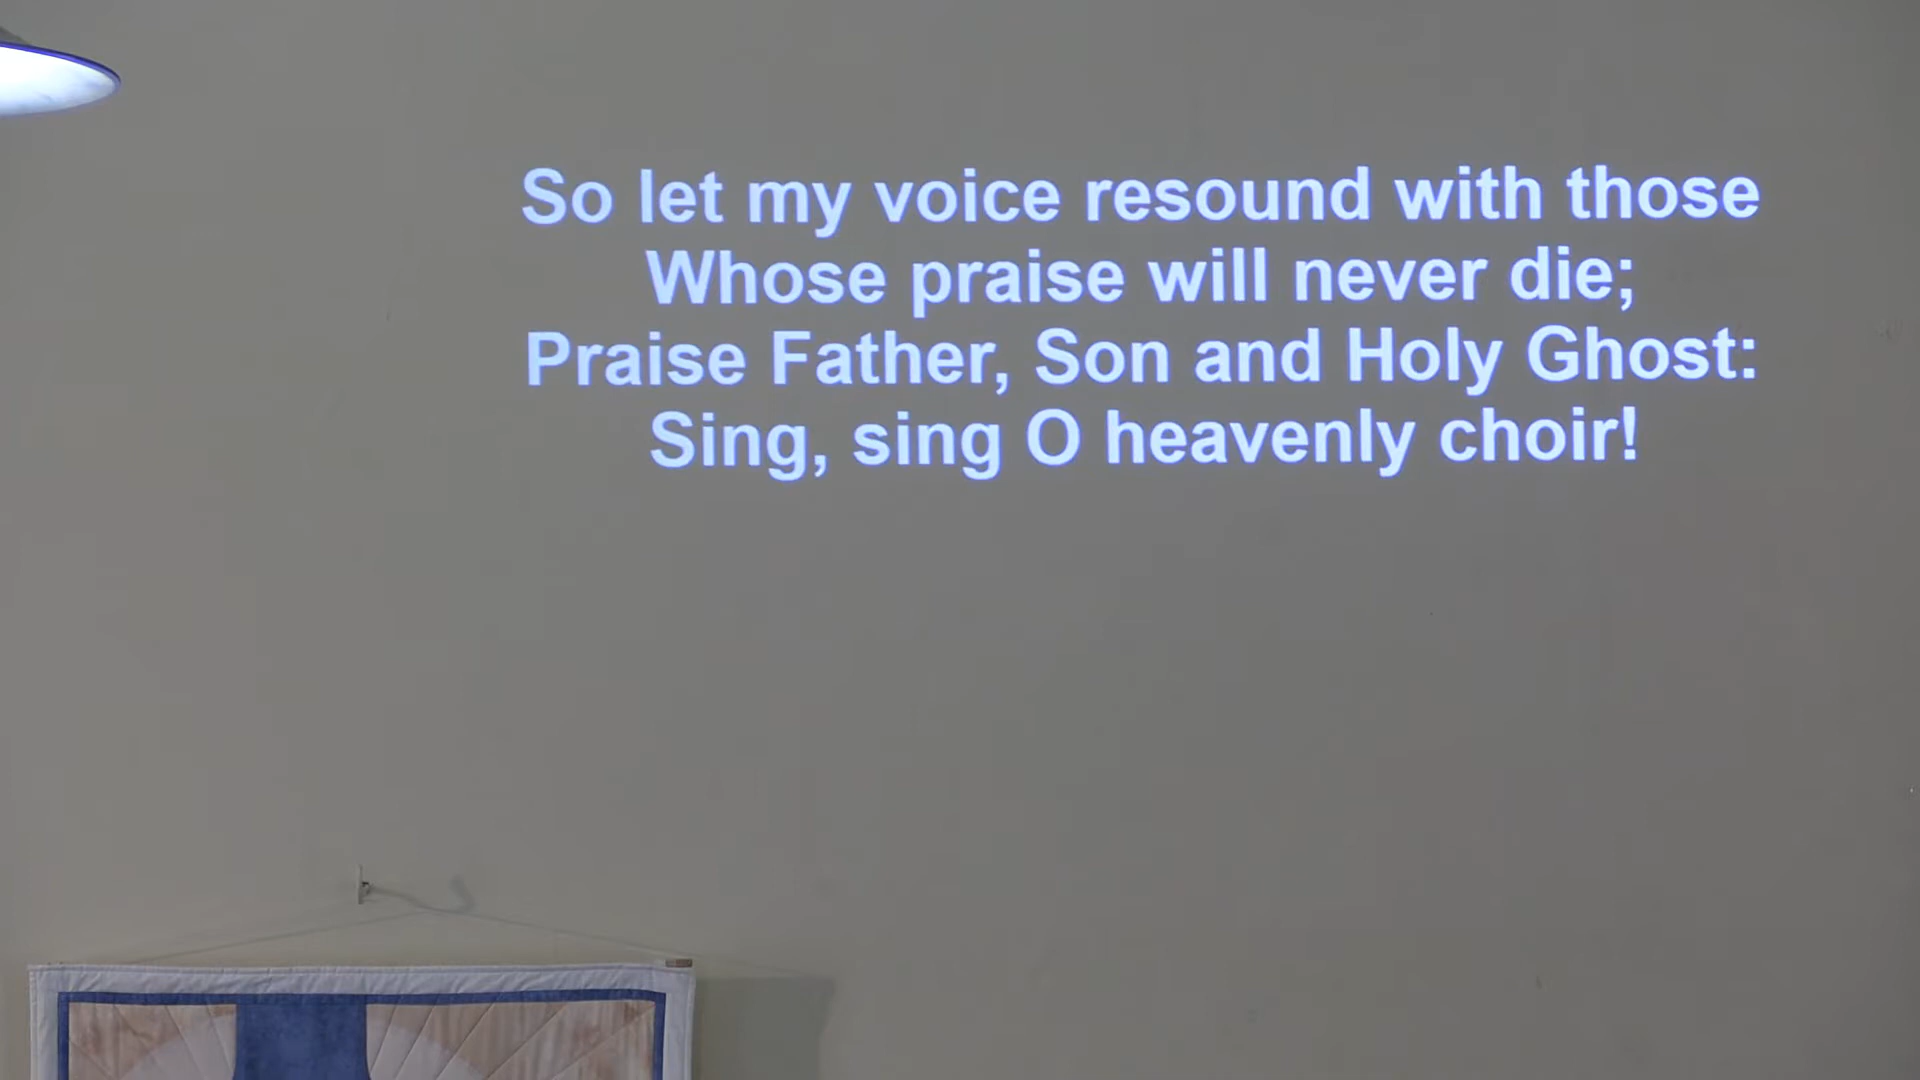 So let my voice resound with those
Whose praise will never die;
Praise Father, Son and Holy Ghost:
Sing, sing O heavenly choir!